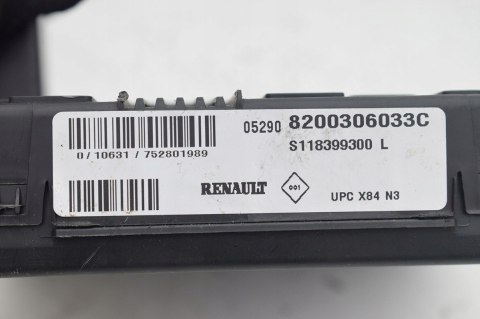 05290 8200306033C
S118399300 L
0/10631/752801989
RENAULT
001
UPC X84 N3